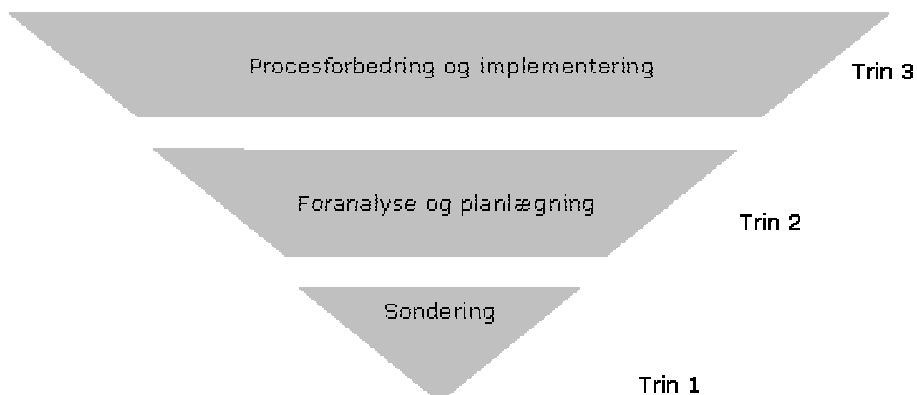 Procesforbedring og implementering
Trin 3
Foranalyse og planlægning
Trin 2
Sondering
Trin 1